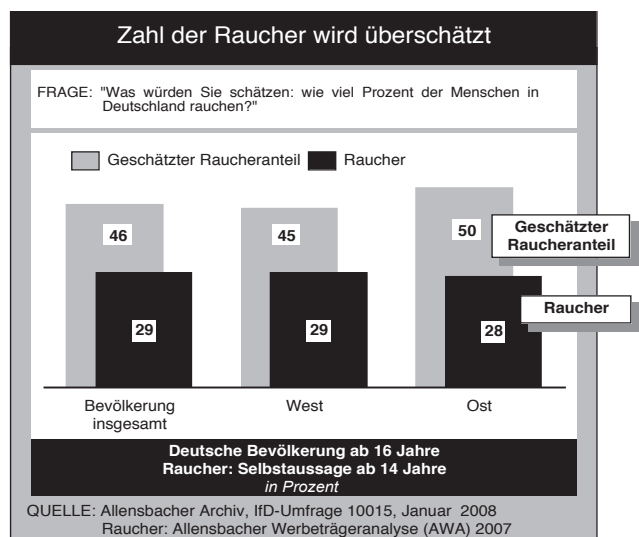 Zahl der Raucher wird überschätzt
FRAGE: "Was würden Sie schätzen: wie viel Prozent der Menschen in
Deutschland rauchen?"
Geschätzter Raucheranteil Raucher
46
45
50
Geschätzter
Raucheranteil
Raucher
29
29
28
Bevölkerung
insgesamt
West
Ost
Deutsche Bevölkerung ab 16 Jahre
Raucher: Selbstaussage ab 14 Jahre
in Prozent
QUELLE: Allensbacher Archiv, IfD-Umfrage 10015, Januar 2008
Raucher: Allensbacher Werbeträgeranalyse (AWA) 2007